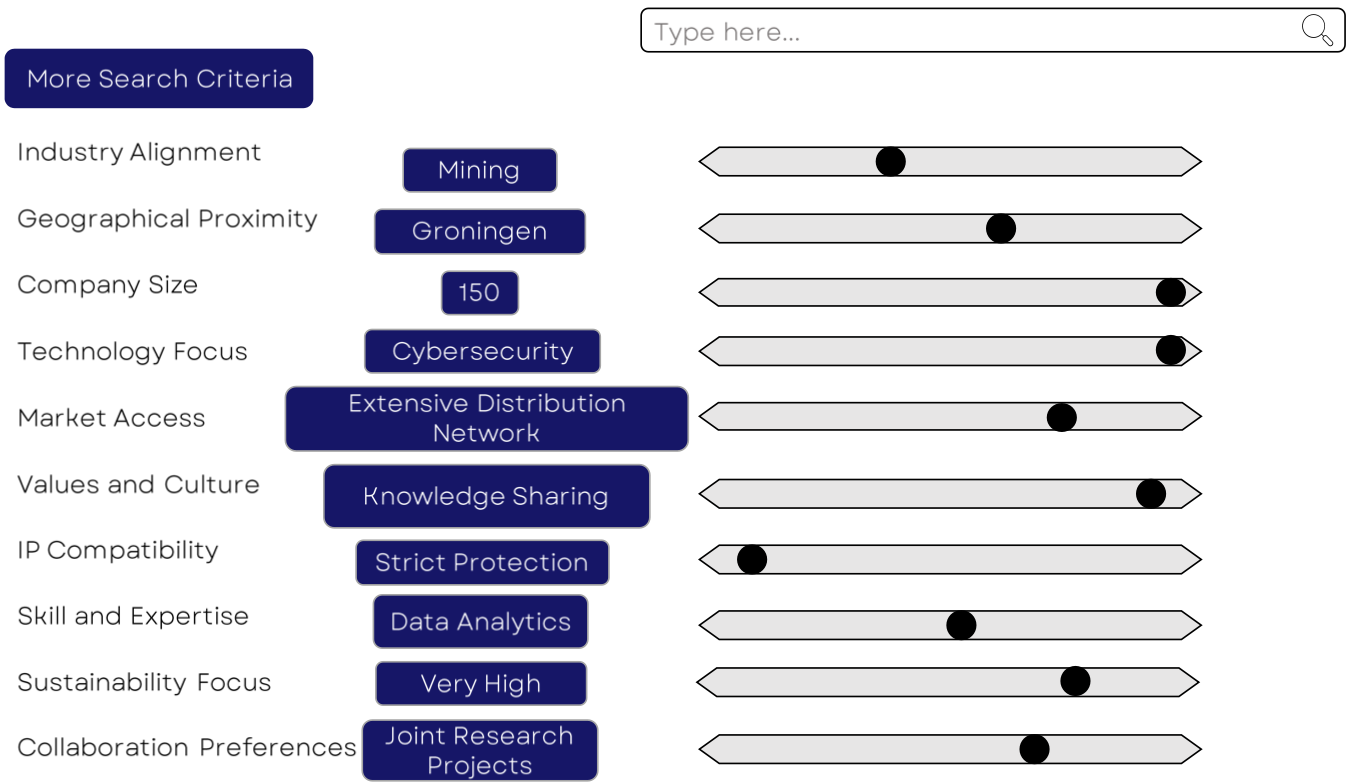 Type here...
More Search Criteria
Industry Alignment
Mining
Geographical Proximity
Groningen
Company Size
150
Technology Focus
Cybersecurity
Market Access
Extensive Distribution
Network
Values and Culture
Knowledge Sharing
IP Compatibility
Strict Protection
Skill and Expertise
Data Analytics
Sustainability Focus
Very High
Collaboration Preferences
Joint Research
Projects